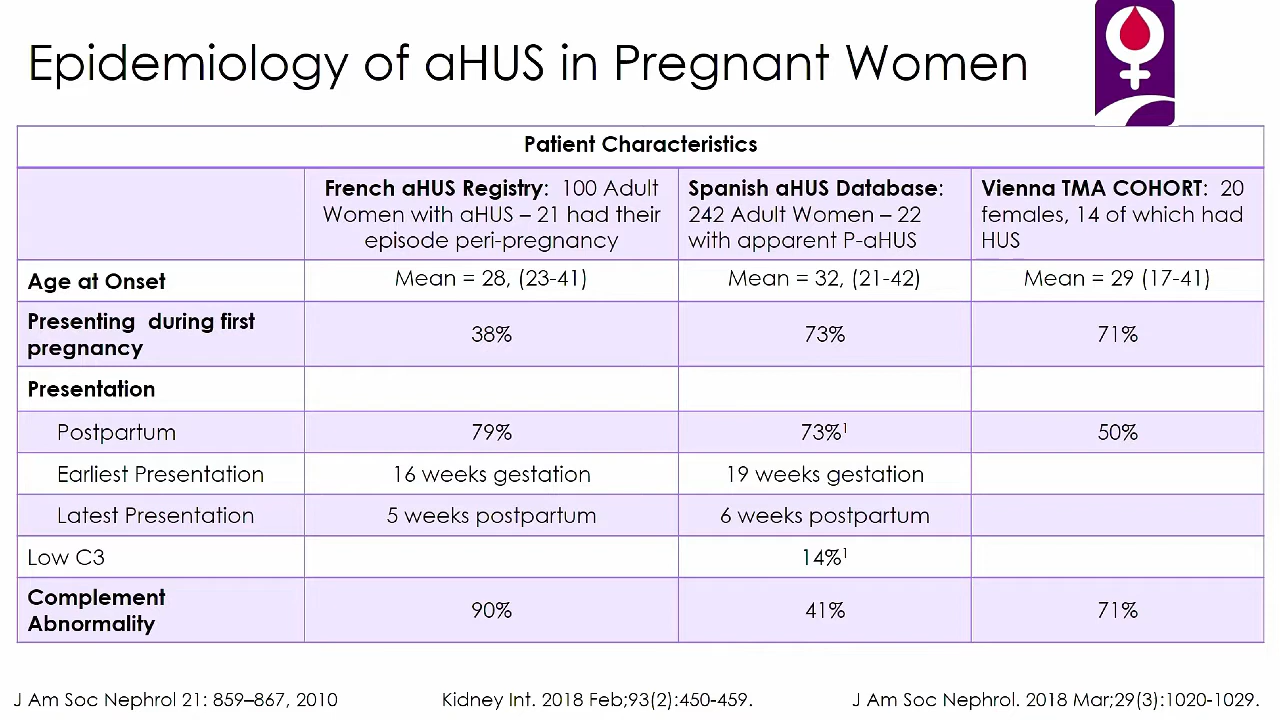 Epidemiology of aHUS in Pregnant Women
Patient Characteristics
French aHUS Registry: 100 Adult
Women with aHUS – 21 had their
episode peri-pregnancy
Spanish aHUS Database:
242 Adult Women – 22
with apparent P-aHUS
Vienna TMA COHORT: 20
females, 14 of which had
HUS
Age at Onset
Mean = 28, (23-41)
Mean = 32, (21-42)
Mean = 29 (17-41)
Presenting during first
pregnancy
38%
73%
71%
Presentation
Postpartum
79%
73%¹
50%
Earliest Presentation
16 weeks gestation
19 weeks gestation
Latest Presentation
5 weeks postpartum
6 weeks postpartum
Low C3
14%¹
Complement
Abnormality
90%
41%
71%
J Am Soc Nephrol 21: 859–867, 2010
Kidney Int. 2018 Feb;93(2):450-459.
J Am Soc Nephrol. 2018 Mar;29(3):1020-1029.